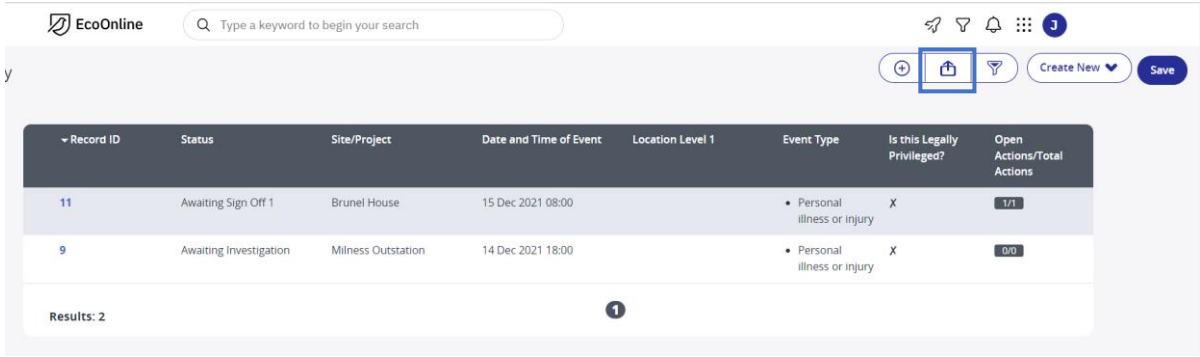 EcoOnline
Type a keyword to begin your search
J
y
Create New
Save
Record ID Status Site/Project Date and Time of Event Location Level 1 Event Type Is this Legally Open
Privileged? Actions/Total
Actions
11 Awaiting Sign Off 1 Brunel House 15 Dec 2021 08:00 • Personal X 1/1
illness or injury
9 Awaiting Investigation Milness Outstation 14 Dec 2021 18:00 • Personal X 0/0
illness or injury
Results: 2 1